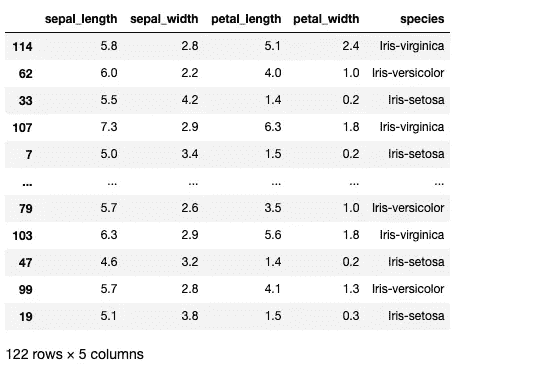 sepal_length sepal_width petal_length petal_width species
114 5.8 2.8 5.1 2.4 Iris-virginica
62 6.0 2.2 4.0 1.0 Iris-versicolor
33 5.5 4.2 1.4 0.2 Iris-setosa
107 7.3 2.9 6.3 1.8 Iris-virginica
7 5.0 3.4 1.5 0.2 Iris-setosa
... ... ... ... ... ...
79 5.7 2.6 3.5 1.0 Iris-versicolor
103 6.3 2.9 5.6 1.8 Iris-virginica
47 4.6 3.2 1.4 0.2 Iris-setosa
99 5.7 2.8 4.1 1.3 Iris-versicolor
19 5.1 3.8 1.5 0.3 Iris-setosa
122 rows × 5 columns